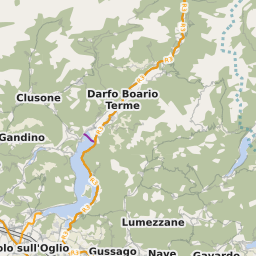 Clusone
Darfo Boario
Terme
Gandino
Lumezzane
olo sull'Oglio
Gussago
Nave
Gavardo